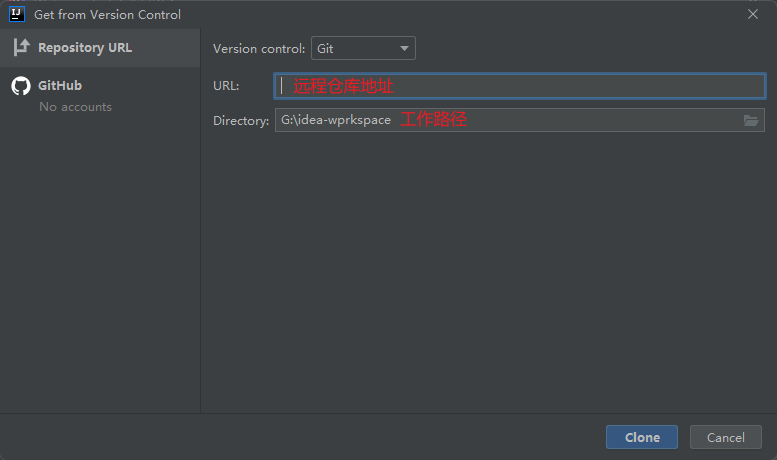 Get from Version Control
Repository URL
GitHub
No accounts
Version control: Git
URL: 远程仓库地址
Directory: G:\idea-wprkspace 工作路径
Clone Cancel